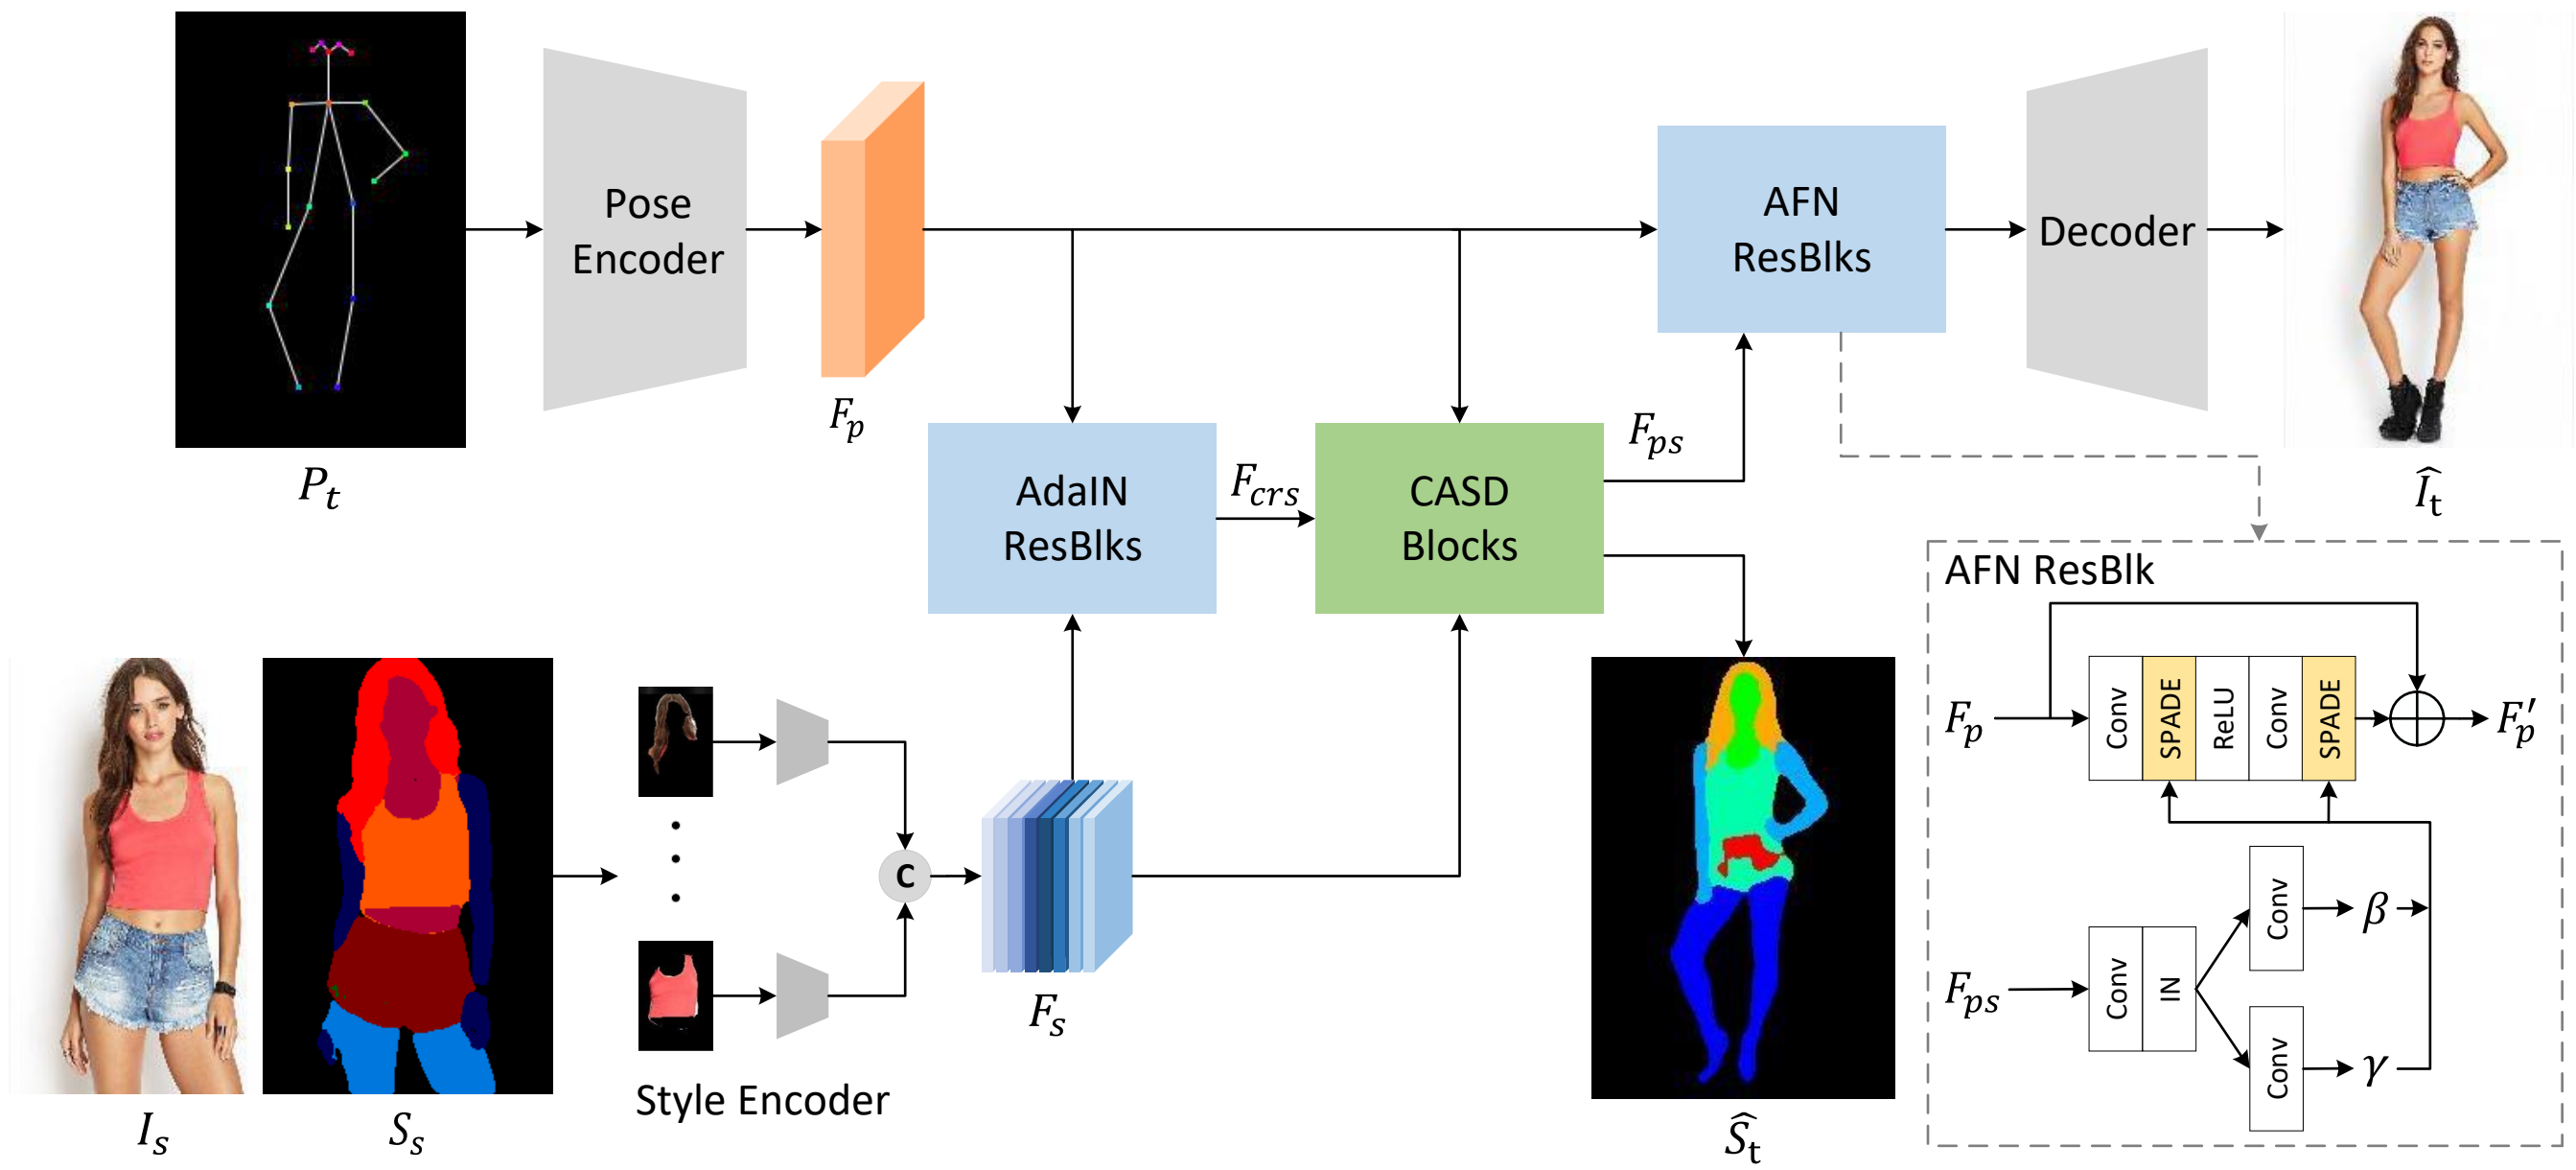 Pose
Encoder
AFN
ResBlks
Decoder
F_p
P_t
AdaIN
ResBlks
F_crs
CASD
Blocks
F_ps
Î_t
AFN ResBlk
F_p
Conv
SPADE
ReLU
Conv
SPADE
F_p′
F_ps
Conv
IN
Conv
β
Conv
γ
C
F_s
Style Encoder
I_s
S_s
Ŝ_t